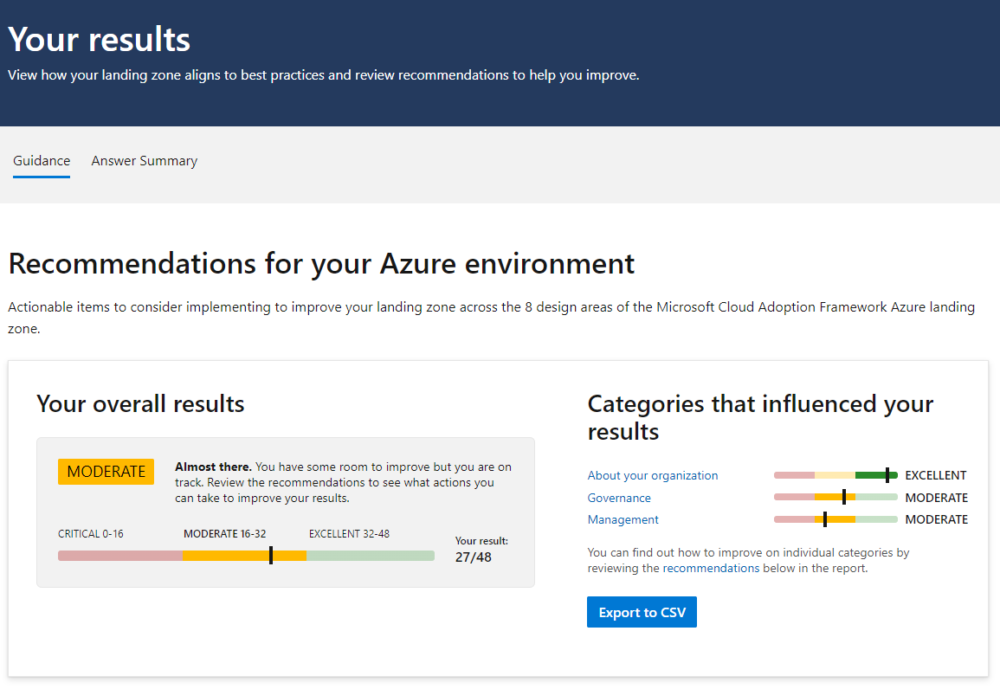 Your results
View how your landing zone aligns to best practices and review recommendations to help you improve.
Guidance
Answer Summary
Recommendations for your Azure environment
Actionable items to consider implementing to improve your landing zone across the 8 design areas of the Microsoft Cloud Adoption Framework Azure landing
zone.
Your overall results
MODERATE
Almost there. You have some room to improve but you are on
track. Review the recommendations to see what actions you
can take to improve your results.
CRITICAL 0-16
MODERATE 16-32
EXCELLENT 32-48
Your result:
27/48
Categories that influenced your
results
About your organization
EXCELLENT
Governance
MODERATE
Management
MODERATE
You can find out how to improve on individual categories by
reviewing the recommendations below in the report.
Export to CSV